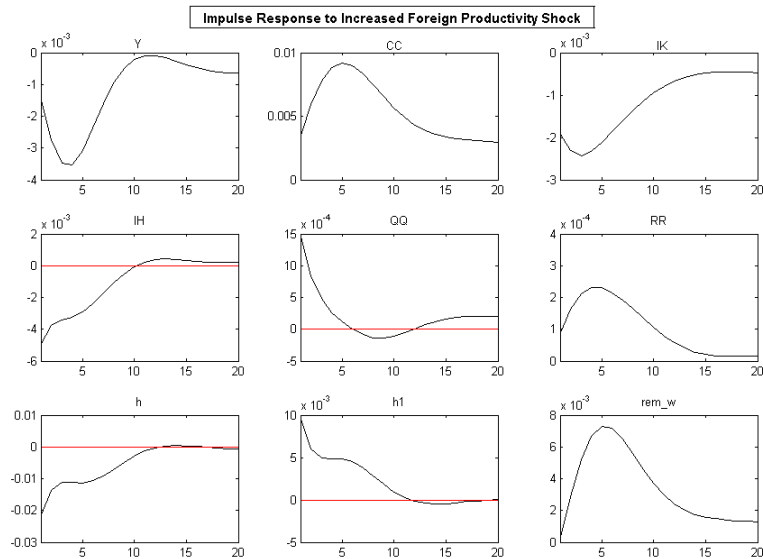 Impulse Response to Increased Foreign Productivity Shock
x 10⁻³ Y
0
-1
-2
-3
-4
5 10 15 20
CC
0.01
0.005
0
5 10 15 20
x 10⁻³ IK
0
-1
-2
-3
5 10 15 20
x 10⁻³ IH
2
0
-2
-4
-6
5 10 15 20
x 10⁻⁴ QQ
15
10
5
0
-5
5 10 15 20
x 10⁻⁴ RR
4
3
2
1
0
5 10 15 20
h
0.01
0
-0.01
-0.02
-0.03
5 10 15 20
x 10⁻³ h1
10
5
0
-5
5 10 15 20
x 10⁻³ rem_w
8
6
4
2
0
5 10 15 20